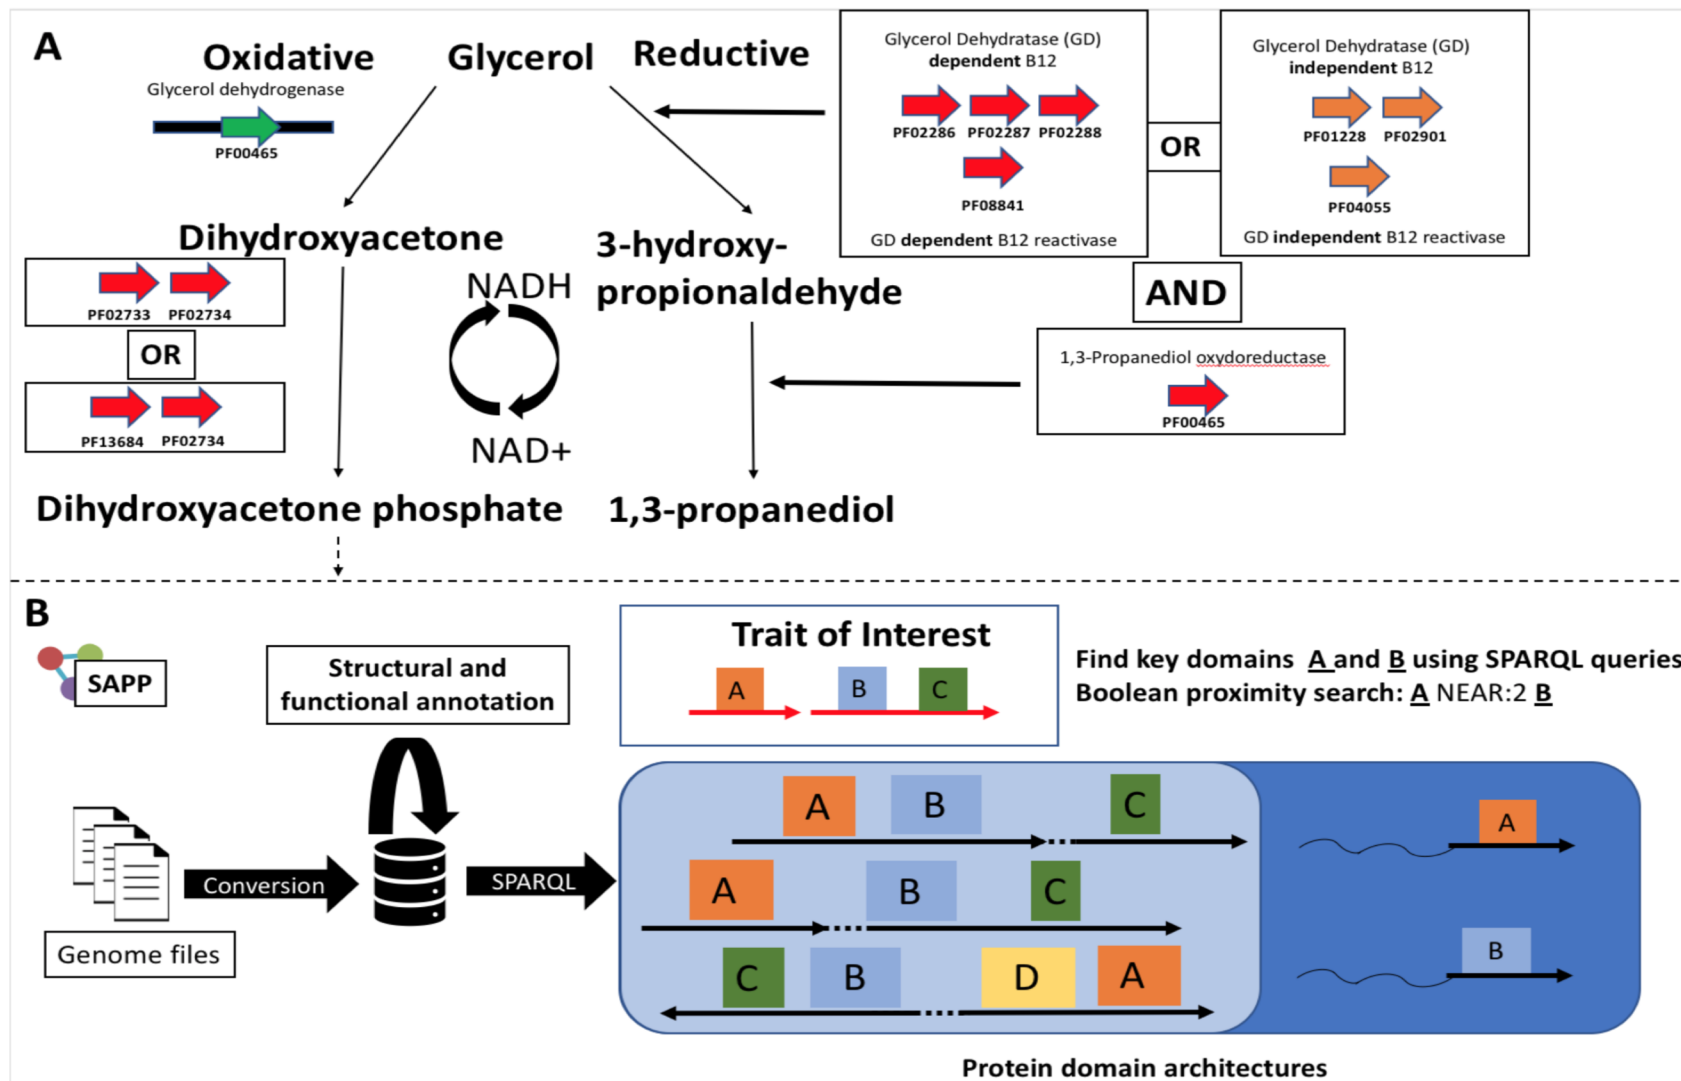 A
Oxidative
Glycerol dehydrogenase
PF00465
Glycerol
Reductive
Glycerol Dehydratase (GD)
dependent B12
PF02286 PF02287 PF02288
PF08841
GD dependent B12 reactivase
OR
Glycerol Dehydratase (GD)
independent B12
PF01228 PF02901
PF04055
GD independent B12 reactivase
AND
1,3-Propanediol oxydoreductase
PF00465
Dihydroxyacetone
PF02733 PF02734
OR
PF13684 PF02734
NADH
NAD+
3-hydroxy-
propionaldehyde
Dihydroxyacetone phosphate
1,3-propanediol
B
SAPP
Structural and
functional annotation
Genome files
Conversion
SPARQL
Trait of Interest
A B C
Find key domains A and B using SPARQL queries
Boolean proximity search: A NEAR:2 B
A B C
A B C
C B D A
A
B
Protein domain architectures